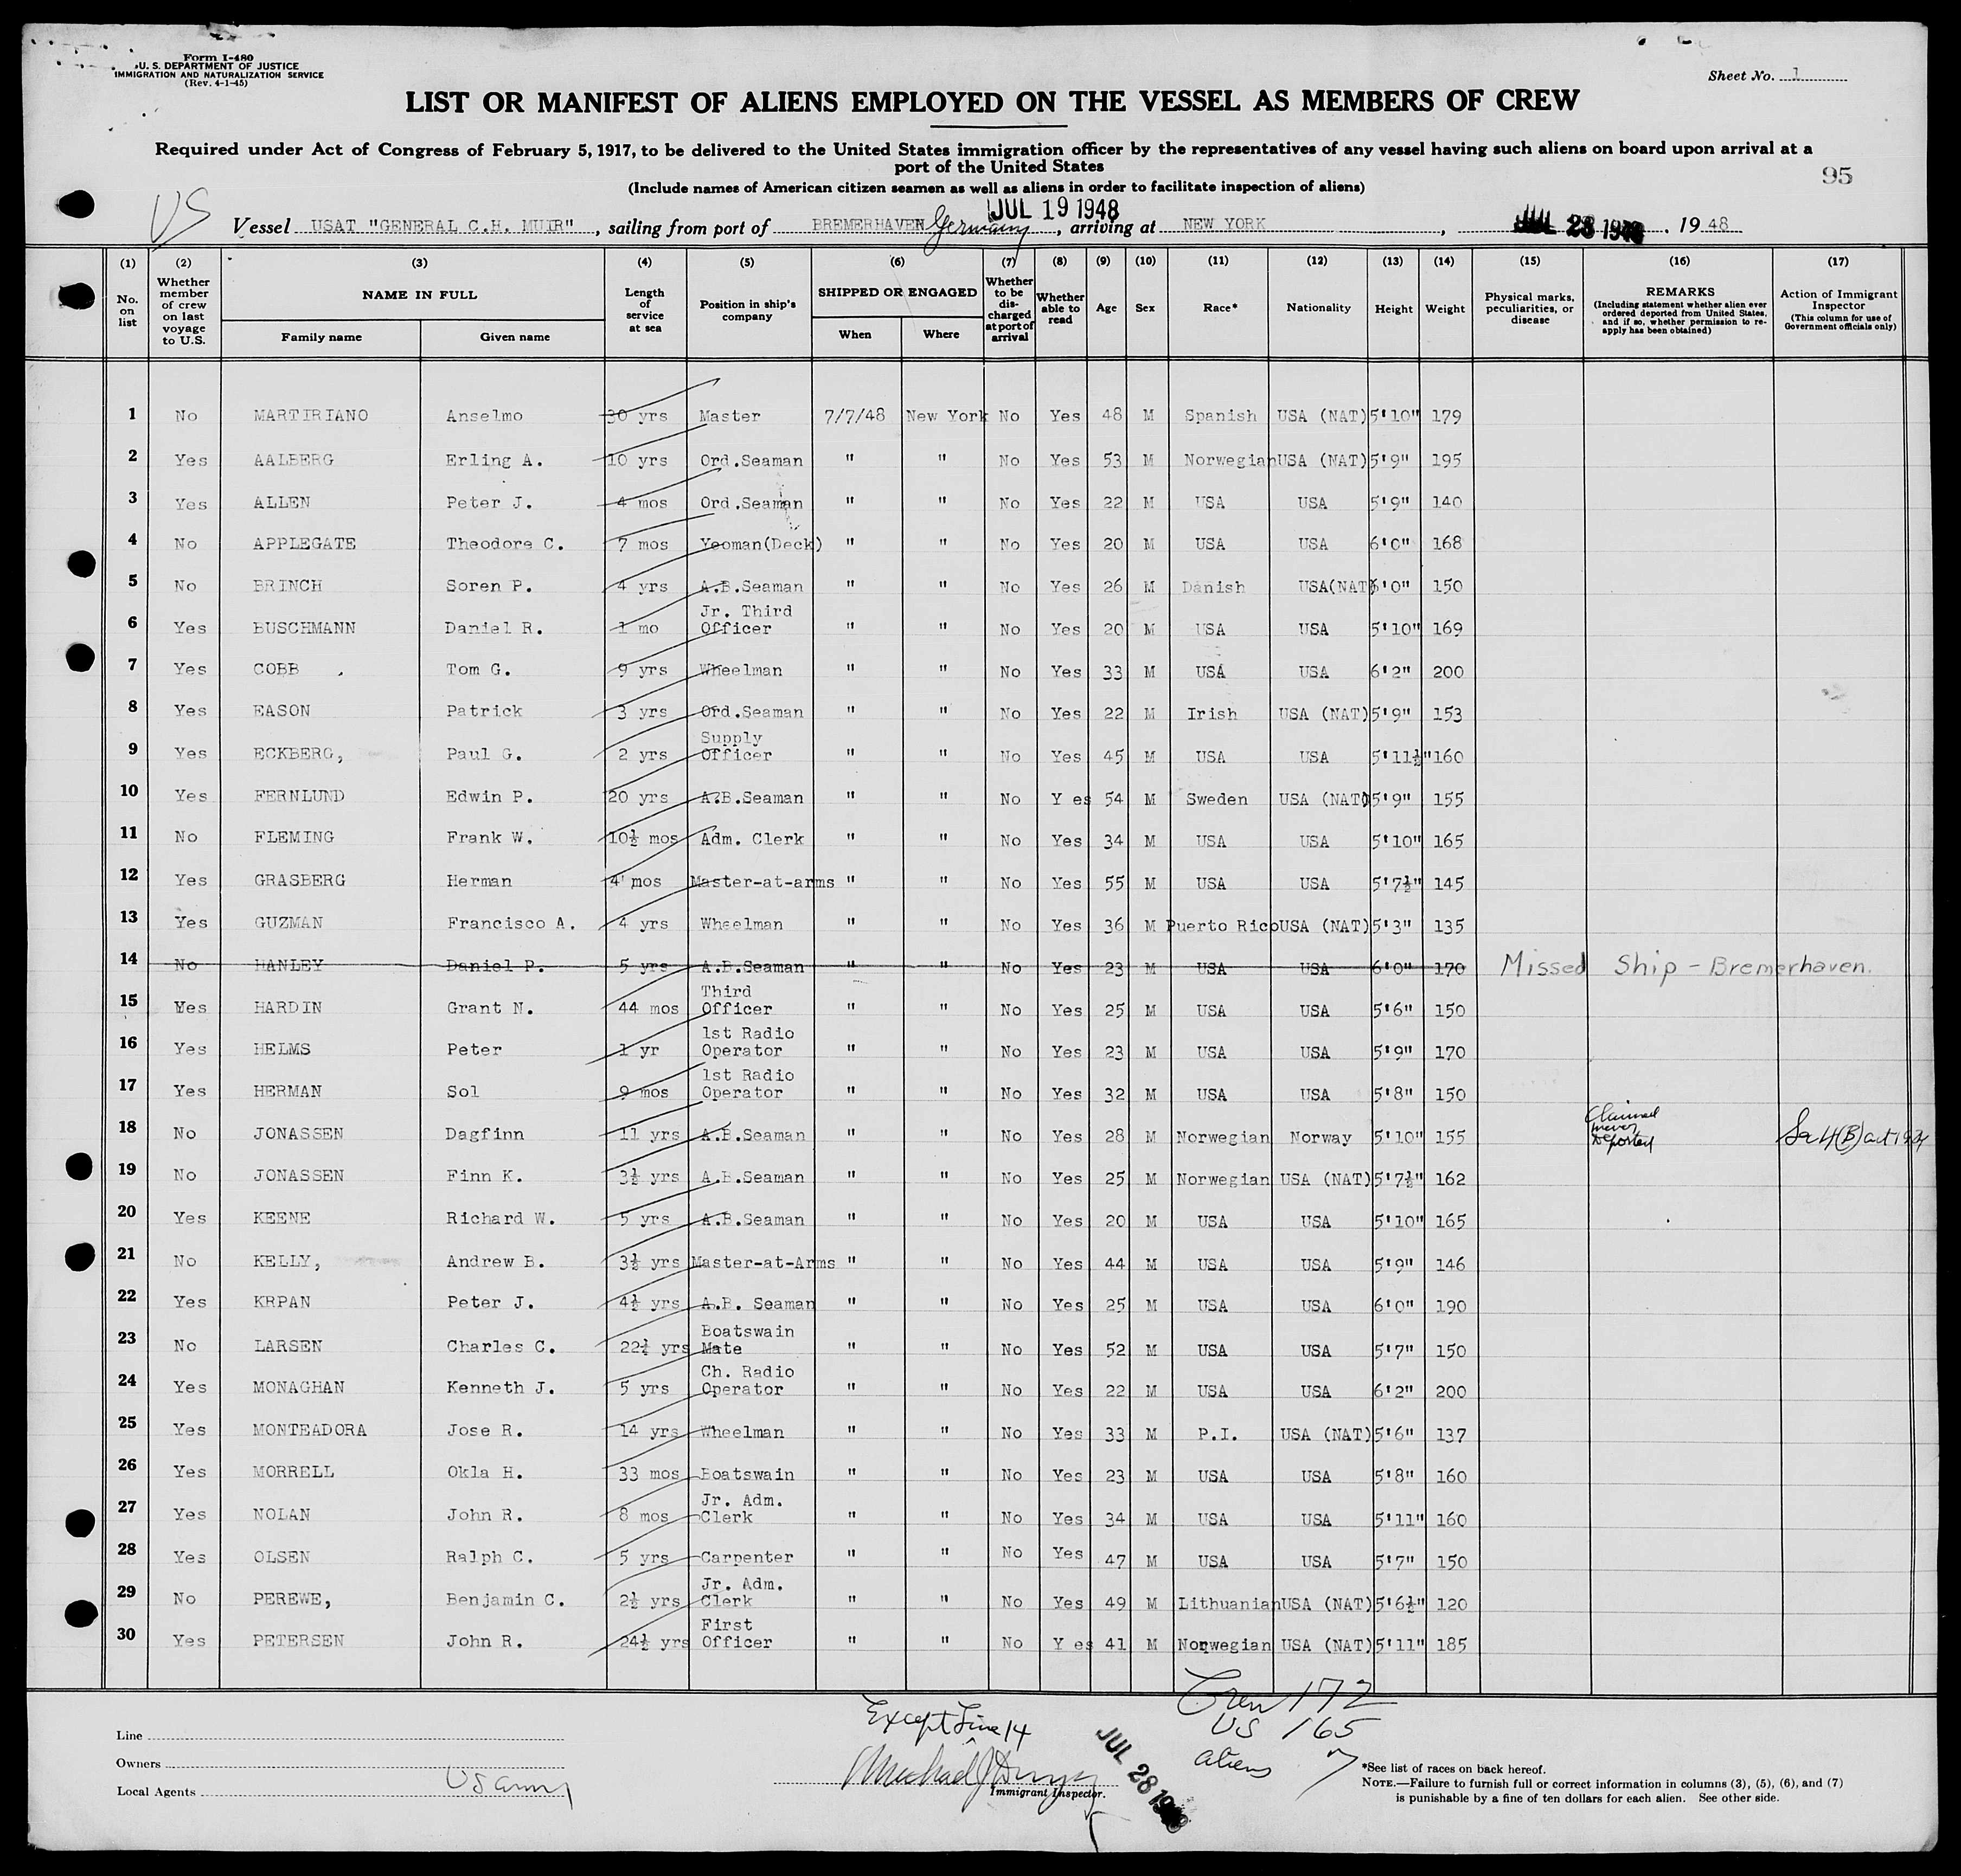 Form I-480
U. S. DEPARTMENT OF JUSTICE
IMMIGRATION AND NATURALIZATION SERVICE
(Rev. 4-1-45)
Sheet No. 1
LIST OR MANIFEST OF ALIENS EMPLOYED ON THE VESSEL AS MEMBERS OF CREW
Required under Act of Congress of February 5, 1917, to be delivered to the United States immigration officer by the representatives of any vessel having such aliens on board upon arrival at a
port of the United States
(Include names of American citizen seamen as well as aliens in order to facilitate inspection of aliens)
95
US
JUL 19 1948
Vessel USAT "GENERAL C.H. MUIR", sailing from port of BREMERHAVEN Germany, arriving at NEW YORK, JUL 28 1948. 1948
(1) No. on list
(2) Whether member of crew on last voyage to U.S.
(3) NAME IN FULL Family name Given name
(4) Length of service at sea
(5) Position in ship's company
(6) SHIPPED OR ENGAGED When Where
(7) Whether to be discharged at port of arrival
(8) Whether able to read
(9) Age
(10) Sex
(11) Race*
(12) Nationality
(13) Height
(14) Weight
(15) Physical marks, peculiarities, or disease
(16) REMARKS (Including statement whether alien ever ordered deported from United States, and if so, whether permission to reapply has been obtained)
(17) Action of Immigrant Inspector (This column for use of Government officials only)
1 No MARTIRIANO Anselmo 30 yrs Master 7/7/48 New York No Yes 48 M Spanish USA (NAT) 5'10" 179
2 Yes AALBERG Erling A. 10 yrs Ord.Seaman " " No Yes 53 M Norwegian USA (NAT) 5'9" 195
3 Yes ALLEN Peter J. 4 mos Ord.Seaman " " No Yes 22 M USA USA 5'9" 140
4 No APPLEGATE Theodore C. 7 mos Yeoman(Deck) " " No Yes 20 M USA USA 6'0" 168
5 No BRINCH Soren P. 4 yrs A.B.Seaman " " No Yes 26 M Danish USA(NAT) 6'0" 150
6 Yes BUSCHMANN Daniel R. 1 mo Jr. Third Officer " " No Yes 20 M USA USA 5'10" 169
7 Yes COBB Tom G. 9 yrs Wheelman " " No Yes 33 M USA USA 6'2" 200
8 Yes EASON Patrick 3 yrs Ord.Seaman " " No Yes 22 M Irish USA (NAT) 5'9" 153
9 Yes ECKBERG, Paul G. 2 yrs Supply Officer " " No Yes 45 M USA USA 5'11½" 160
10 Yes FERNLUND Edwin P. 20 yrs A.B.Seaman " " No Y es 54 M Sweden USA (NAT) 5'9" 155
11 No FLEMING Frank W. 10½ mos Adm. Clerk " " No Yes 34 M USA USA 5'10" 165
12 Yes GRASBERG Herman 4 mos Master-at-arms " " No Yes 55 M USA USA 5'7½" 145
13 Yes GUZMAN Francisco A. 4 yrs Wheelman " " No Yes 36 M Puerto Rico USA (NAT) 5'3" 135
14 No HANLEY Daniel P. 5 yrs A.B.Seaman " " No Yes 23 M USA USA 6'0" 170 Missed Ship - Bremerhaven.
15 Yes HARDIN Grant N. 44 mos Third Officer " " No Yes 25 M USA USA 5'6" 150
16 Yes HELMS Peter 1 yr 1st Radio Operator " " No Yes 23 M USA USA 5'9" 170
17 Yes HERMAN Sol 9 mos 1st Radio Operator " " No Yes 32 M USA USA 5'8" 150
18 No JONASSEN Dagfinn 11 yrs A.B.Seaman " " No Yes 28 M Norwegian Norway 5'10" 155 Claimed never deported
19 No JONASSEN Finn K. 3½ yrs A.B.Seaman " " No Yes 25 M Norwegian USA (NAT) 5'7½" 162
20 Yes KEENE Richard W. 5 yrs A.B.Seaman " " No Yes 20 M USA USA 5'10" 165
21 No KELLY, Andrew B. 3½ yrs Master-at-Arms " " No Yes 44 M USA USA 5'9" 146
22 Yes KRPAN Peter J. 4½ yrs A.B. Seaman " " No Yes 25 M USA USA 6'0" 190
23 No LARSEN Charles C. 22½ yrs Boatswain Mate " " No Yes 52 M USA USA 5'7" 150
24 Yes MONAGHAN Kenneth J. 5 yrs Ch. Radio Operator " " No Yes 22 M USA USA 6'2" 200
25 Yes MONTEADORA Jose R. 14 yrs Wheelman " " No Yes 33 M P.I. USA (NAT) 5'6" 137
26 Yes MORRELL Okla H. 33 mos Boatswain " " No Yes 23 M USA USA 5'8" 160
27 Yes NOLAN John R. 8 mos Jr. Adm. Clerk " " No Yes 34 M USA USA 5'11" 160
28 Yes OLSEN Ralph C. 5 yrs Carpenter " " No Yes 47 M USA USA 5'7" 150
29 No PEREWE, Benjamin C. 2½ yrs Jr. Adm. Clerk " " No Yes 49 M Lithuanian USA (NAT) 5'6½" 120
30 Yes PETERSEN John R. 24½ yrs First Officer " " No Y es 41 M Norwegian USA (NAT) 5'11" 185
Crew 172
US 165
aliens 7
Except Line 14
Line
Owners
Local Agents US Army
Immigrant Inspector.
JUL 28 1948
*See list of races on back hereof.
NOTE.—Failure to furnish full or correct information in columns (3), (5), (6), and (7)
is punishable by a fine of ten dollars for each alien. See other side.